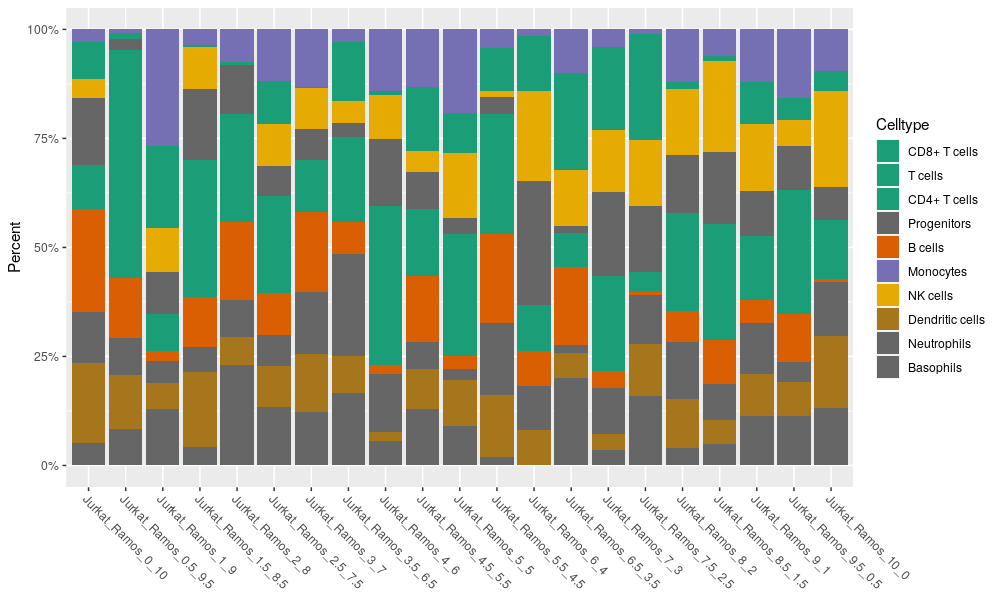 100%
75%
50%
25%
0%
Percent
Jurkat_Ramos_0_10
Jurkat_Ramos_0.5_9.5
Jurkat_Ramos_1_9
Jurkat_Ramos_1.5_8.5
Jurkat_Ramos_2_8
Jurkat_Ramos_2.5_7.5
Jurkat_Ramos_3_7
Jurkat_Ramos_3.5_6.5
Jurkat_Ramos_4_6
Jurkat_Ramos_4.5_5.5
Jurkat_Ramos_5_5
Jurkat_Ramos_5.5_4.5
Jurkat_Ramos_6_4
Jurkat_Ramos_6.5_3.5
Jurkat_Ramos_7_3
Jurkat_Ramos_7.5_2.5
Jurkat_Ramos_8_2
Jurkat_Ramos_8.5_1.5
Jurkat_Ramos_9_1
Jurkat_Ramos_9.5_0.5
Jurkat_Ramos_10_0
Celltype
CD8+ T cells
T cells
CD4+ T cells
Progenitors
B cells
Monocytes
NK cells
Dendritic cells
Neutrophils
Basophils